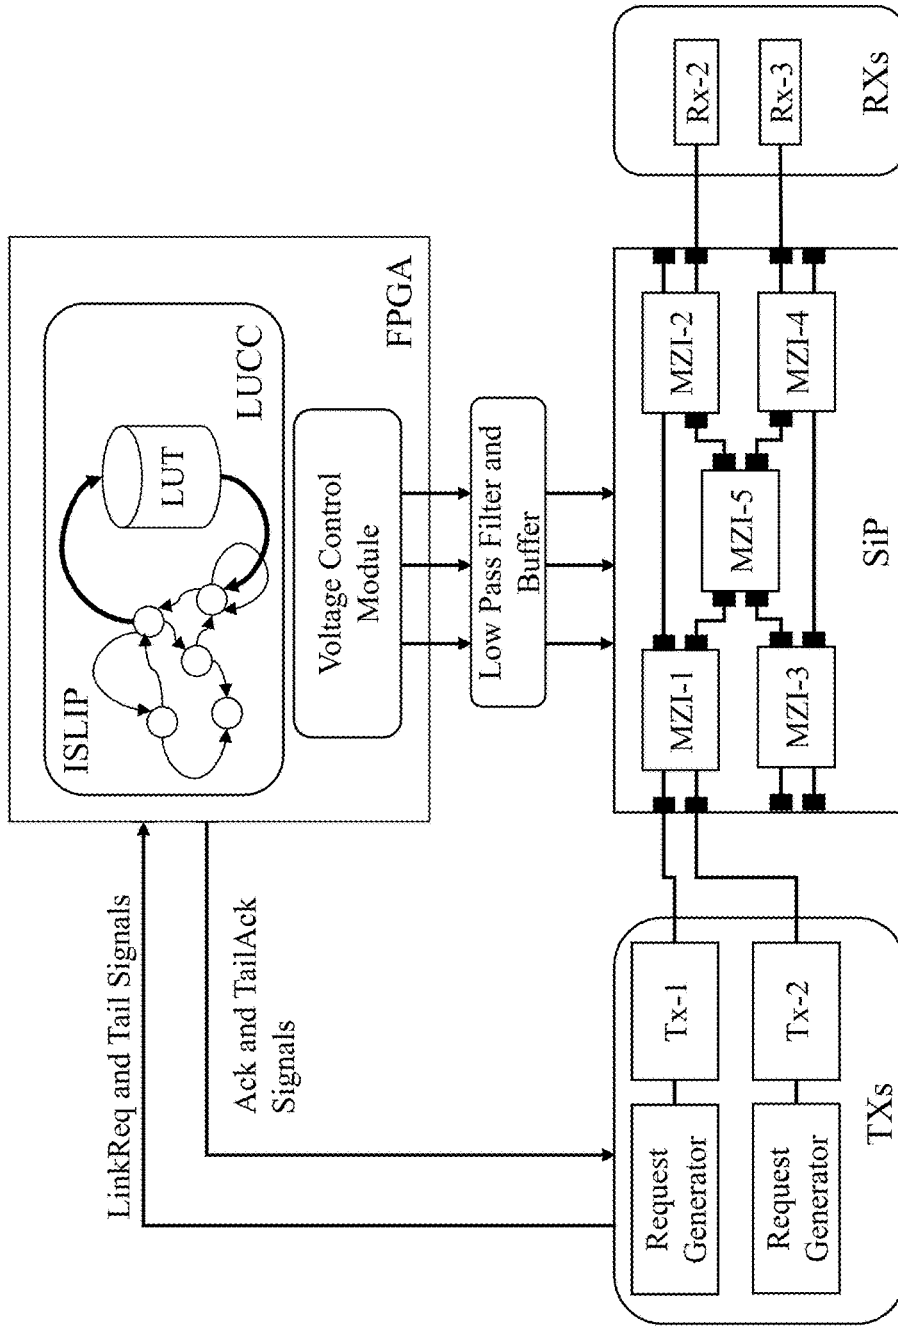 LinkReq and Tail Signals
Ack and TailAck
Signals
ISLIP
LUT
LUCC
Voltage Control
Module
FPGA
Low Pass Filter and
Buffer
Request
Generator
Tx-1
Request
Generator
Tx-2
TXs
MZI-1
MZI-2
MZI-5
MZI-3
MZI-4
SiP
Rx-2
Rx-3
RXs